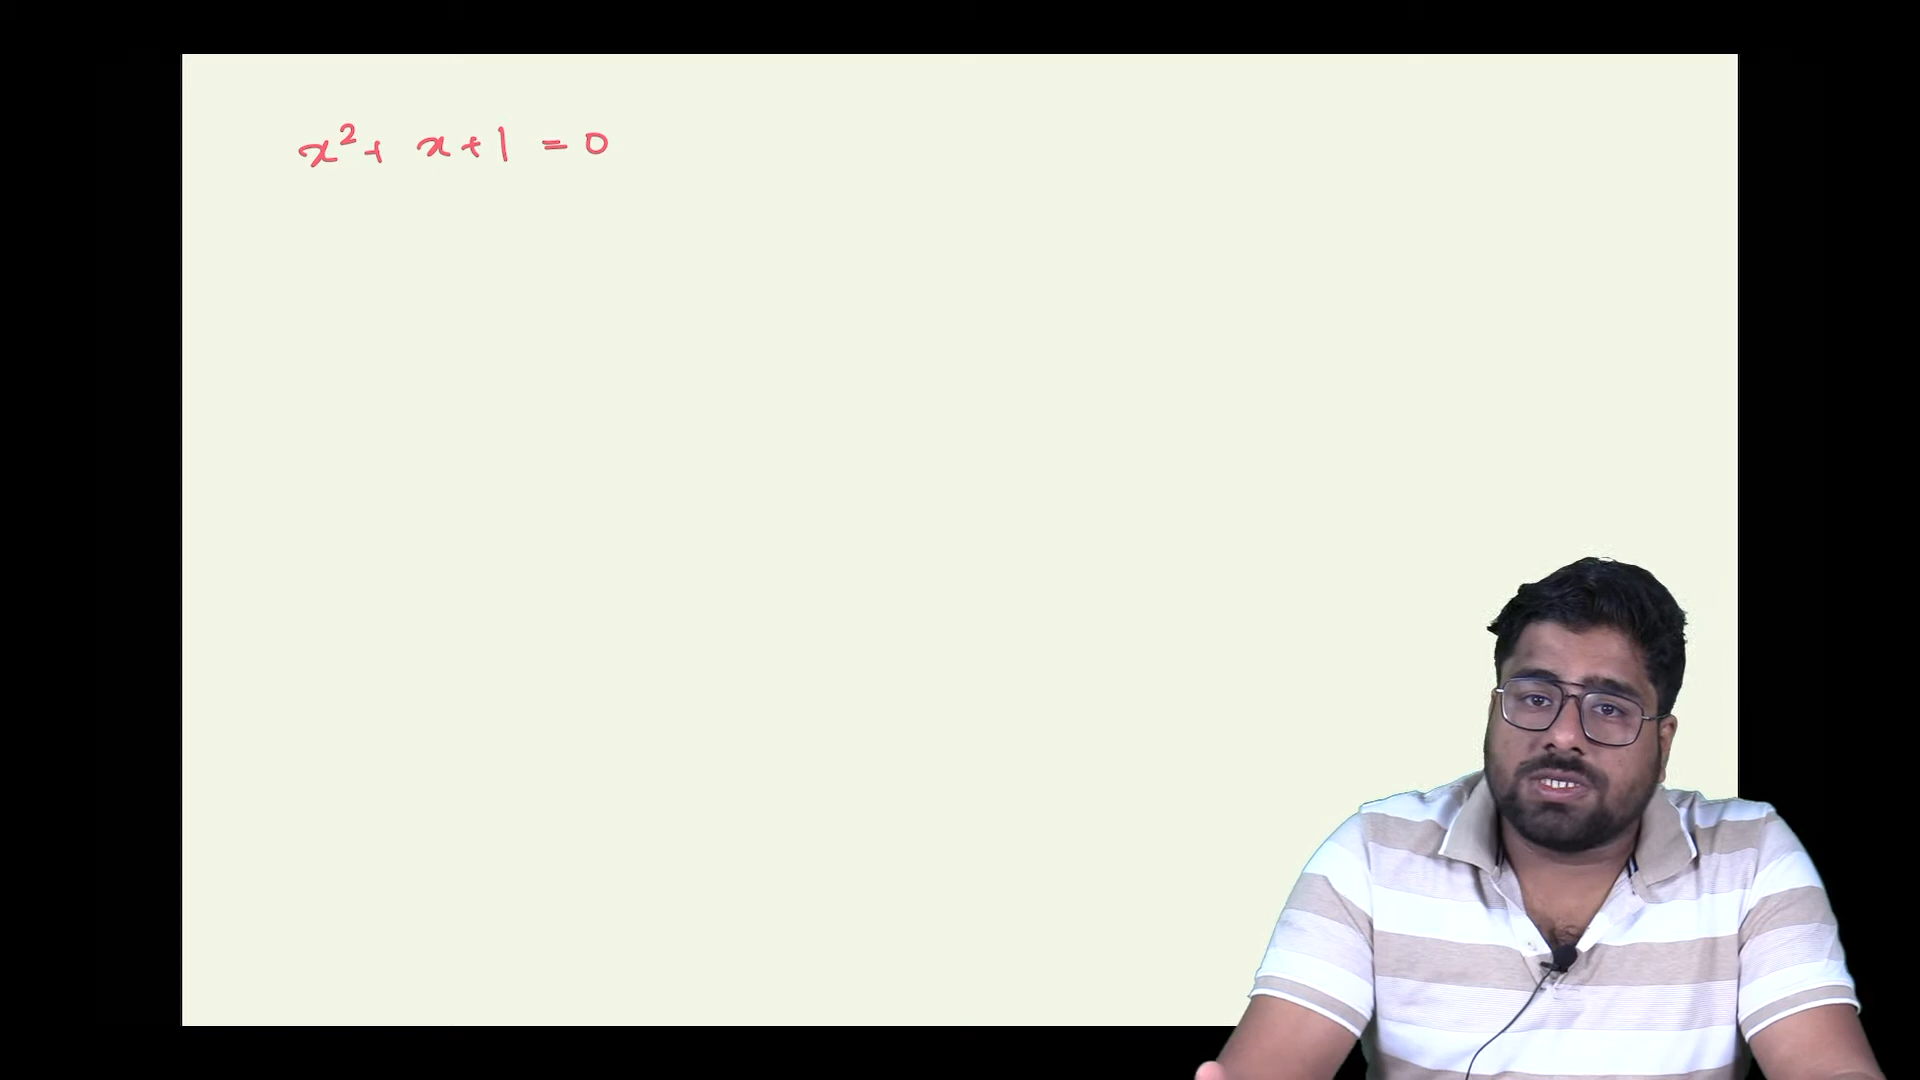 x² + x + 1 = 0